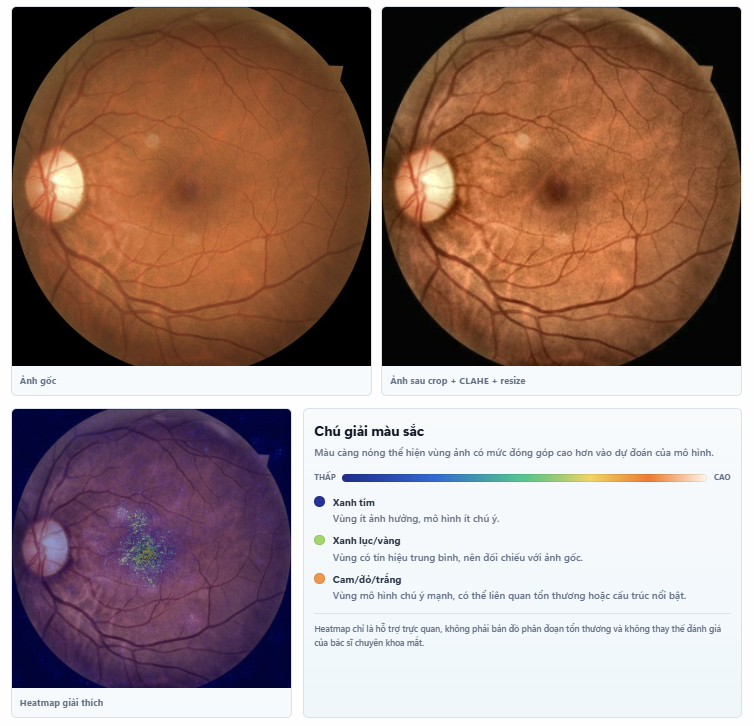 Ảnh gốc
Ảnh sau crop + CLAHE + resize
Chú giải màu sắc
Màu càng nóng thể hiện vùng ảnh có mức đóng góp cao hơn vào dự đoán của mô hình.
THẤP
CAO
Xanh tím
Vùng ít ảnh hưởng, mô hình ít chú ý.
Xanh lục/vàng
Vùng có tín hiệu trung bình, nên đối chiếu với ảnh gốc.
Cam/đỏ/trắng
Vùng mô hình chú ý mạnh, có thể liên quan tổn thương hoặc cấu trúc nổi bật.
Heatmap chỉ là hỗ trợ trực quan, không phải bản đồ phân đoạn tổn thương và không thay thế đánh giá
của bác sĩ chuyên khoa mắt.
Heatmap giải thích